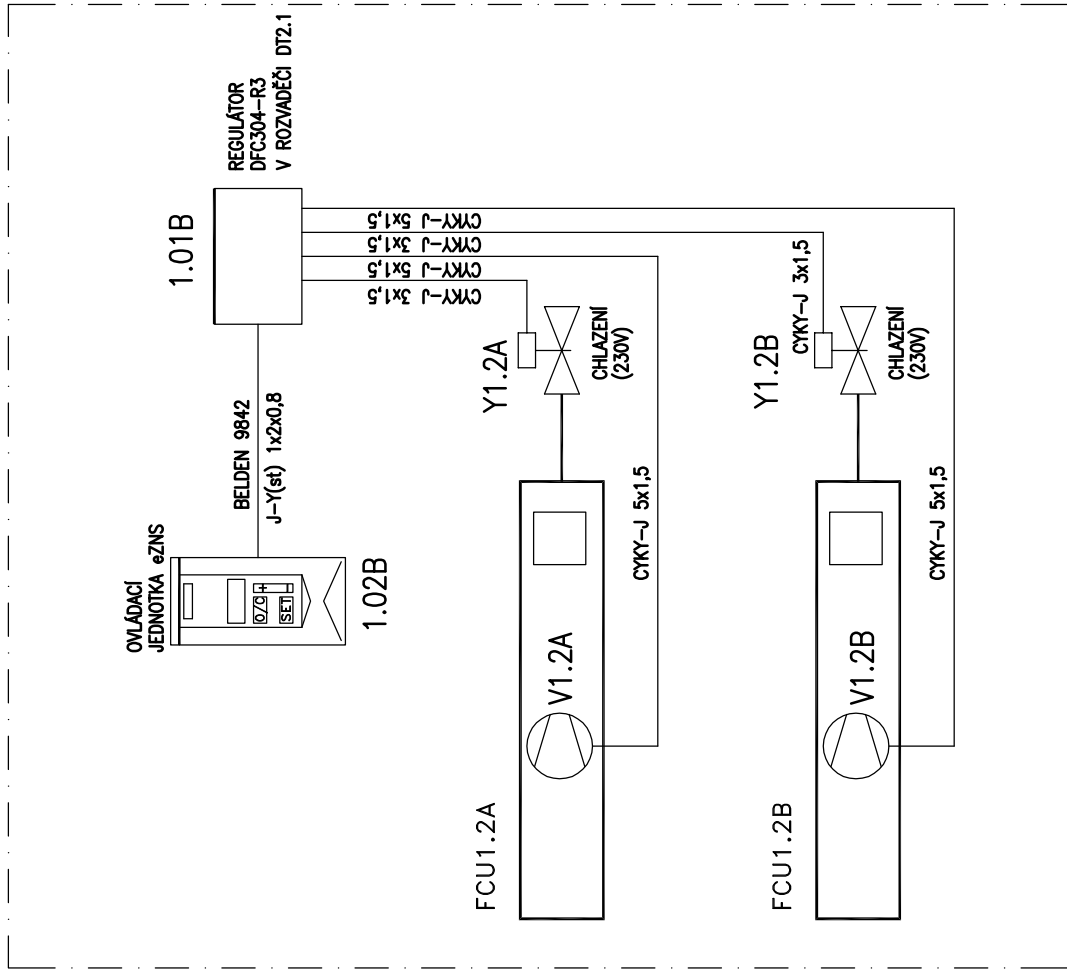 OVLÁDACÍ
JEDNOTKA eZNS
O/C
+
-
SET
1.02B
BELDEN 9842
J-Y(st) 1x2x0,8
1.01B
REGULÁTOR
DFC304-R3
V ROZVADĚČI DT2.1
CYKY-J 3x1,5
CYKY-J 5x1,5
CYKY-J 3x1,5
CYKY-J 5x1,5
FCU1.2A
V1.2A
Y1.2A
CHLAZENÍ
(230V)
CYKY-J 5x1,5
FCU1.2B
V1.2B
Y1.2B
CYKY-J 3x1,5
CHLAZENÍ
(230V)
CYKY-J 5x1,5